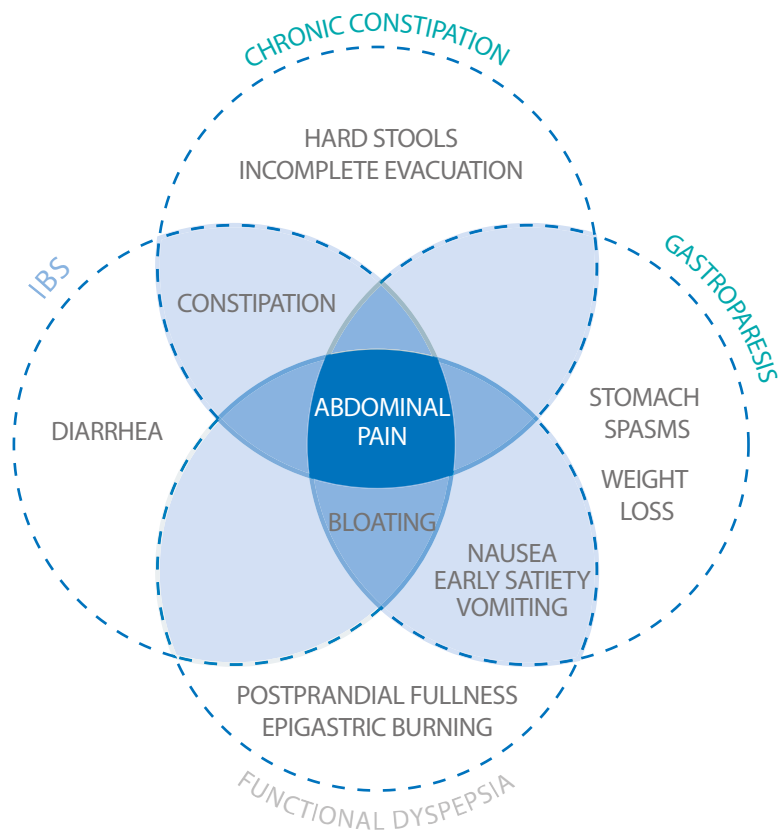 CHRONIC CONSTIPATION
HARD STOOLS
INCOMPLETE EVACUATION
IBS
GASTROPARESIS
CONSTIPATION
DIARRHEA
ABDOMINAL
PAIN
STOMACH
SPASMS
WEIGHT
LOSS
BLOATING
NAUSEA
EARLY SATIETY
VOMITING
POSTPRANDIAL FULLNESS
EPIGASTRIC BURNING
FUNCTIONAL DYSPEPSIA